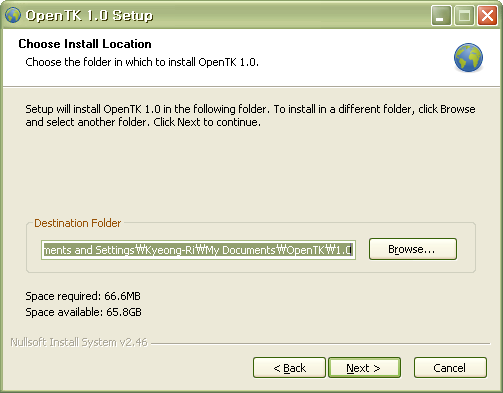 OpenTK 1.0 Setup
Choose Install Location
Choose the folder in which to install OpenTK 1.0.
Setup will install OpenTK 1.0 in the following folder. To install in a different folder, click Browse
and select another folder. Click Next to continue.
Destination Folder
ments and Settings₩Kyeong-Ri₩My Documents₩OpenTK₩1.0
Browse...
Space required: 66.6MB
Space available: 65.8GB
Nullsoft Install System v2.46
< Back
Next >
Cancel